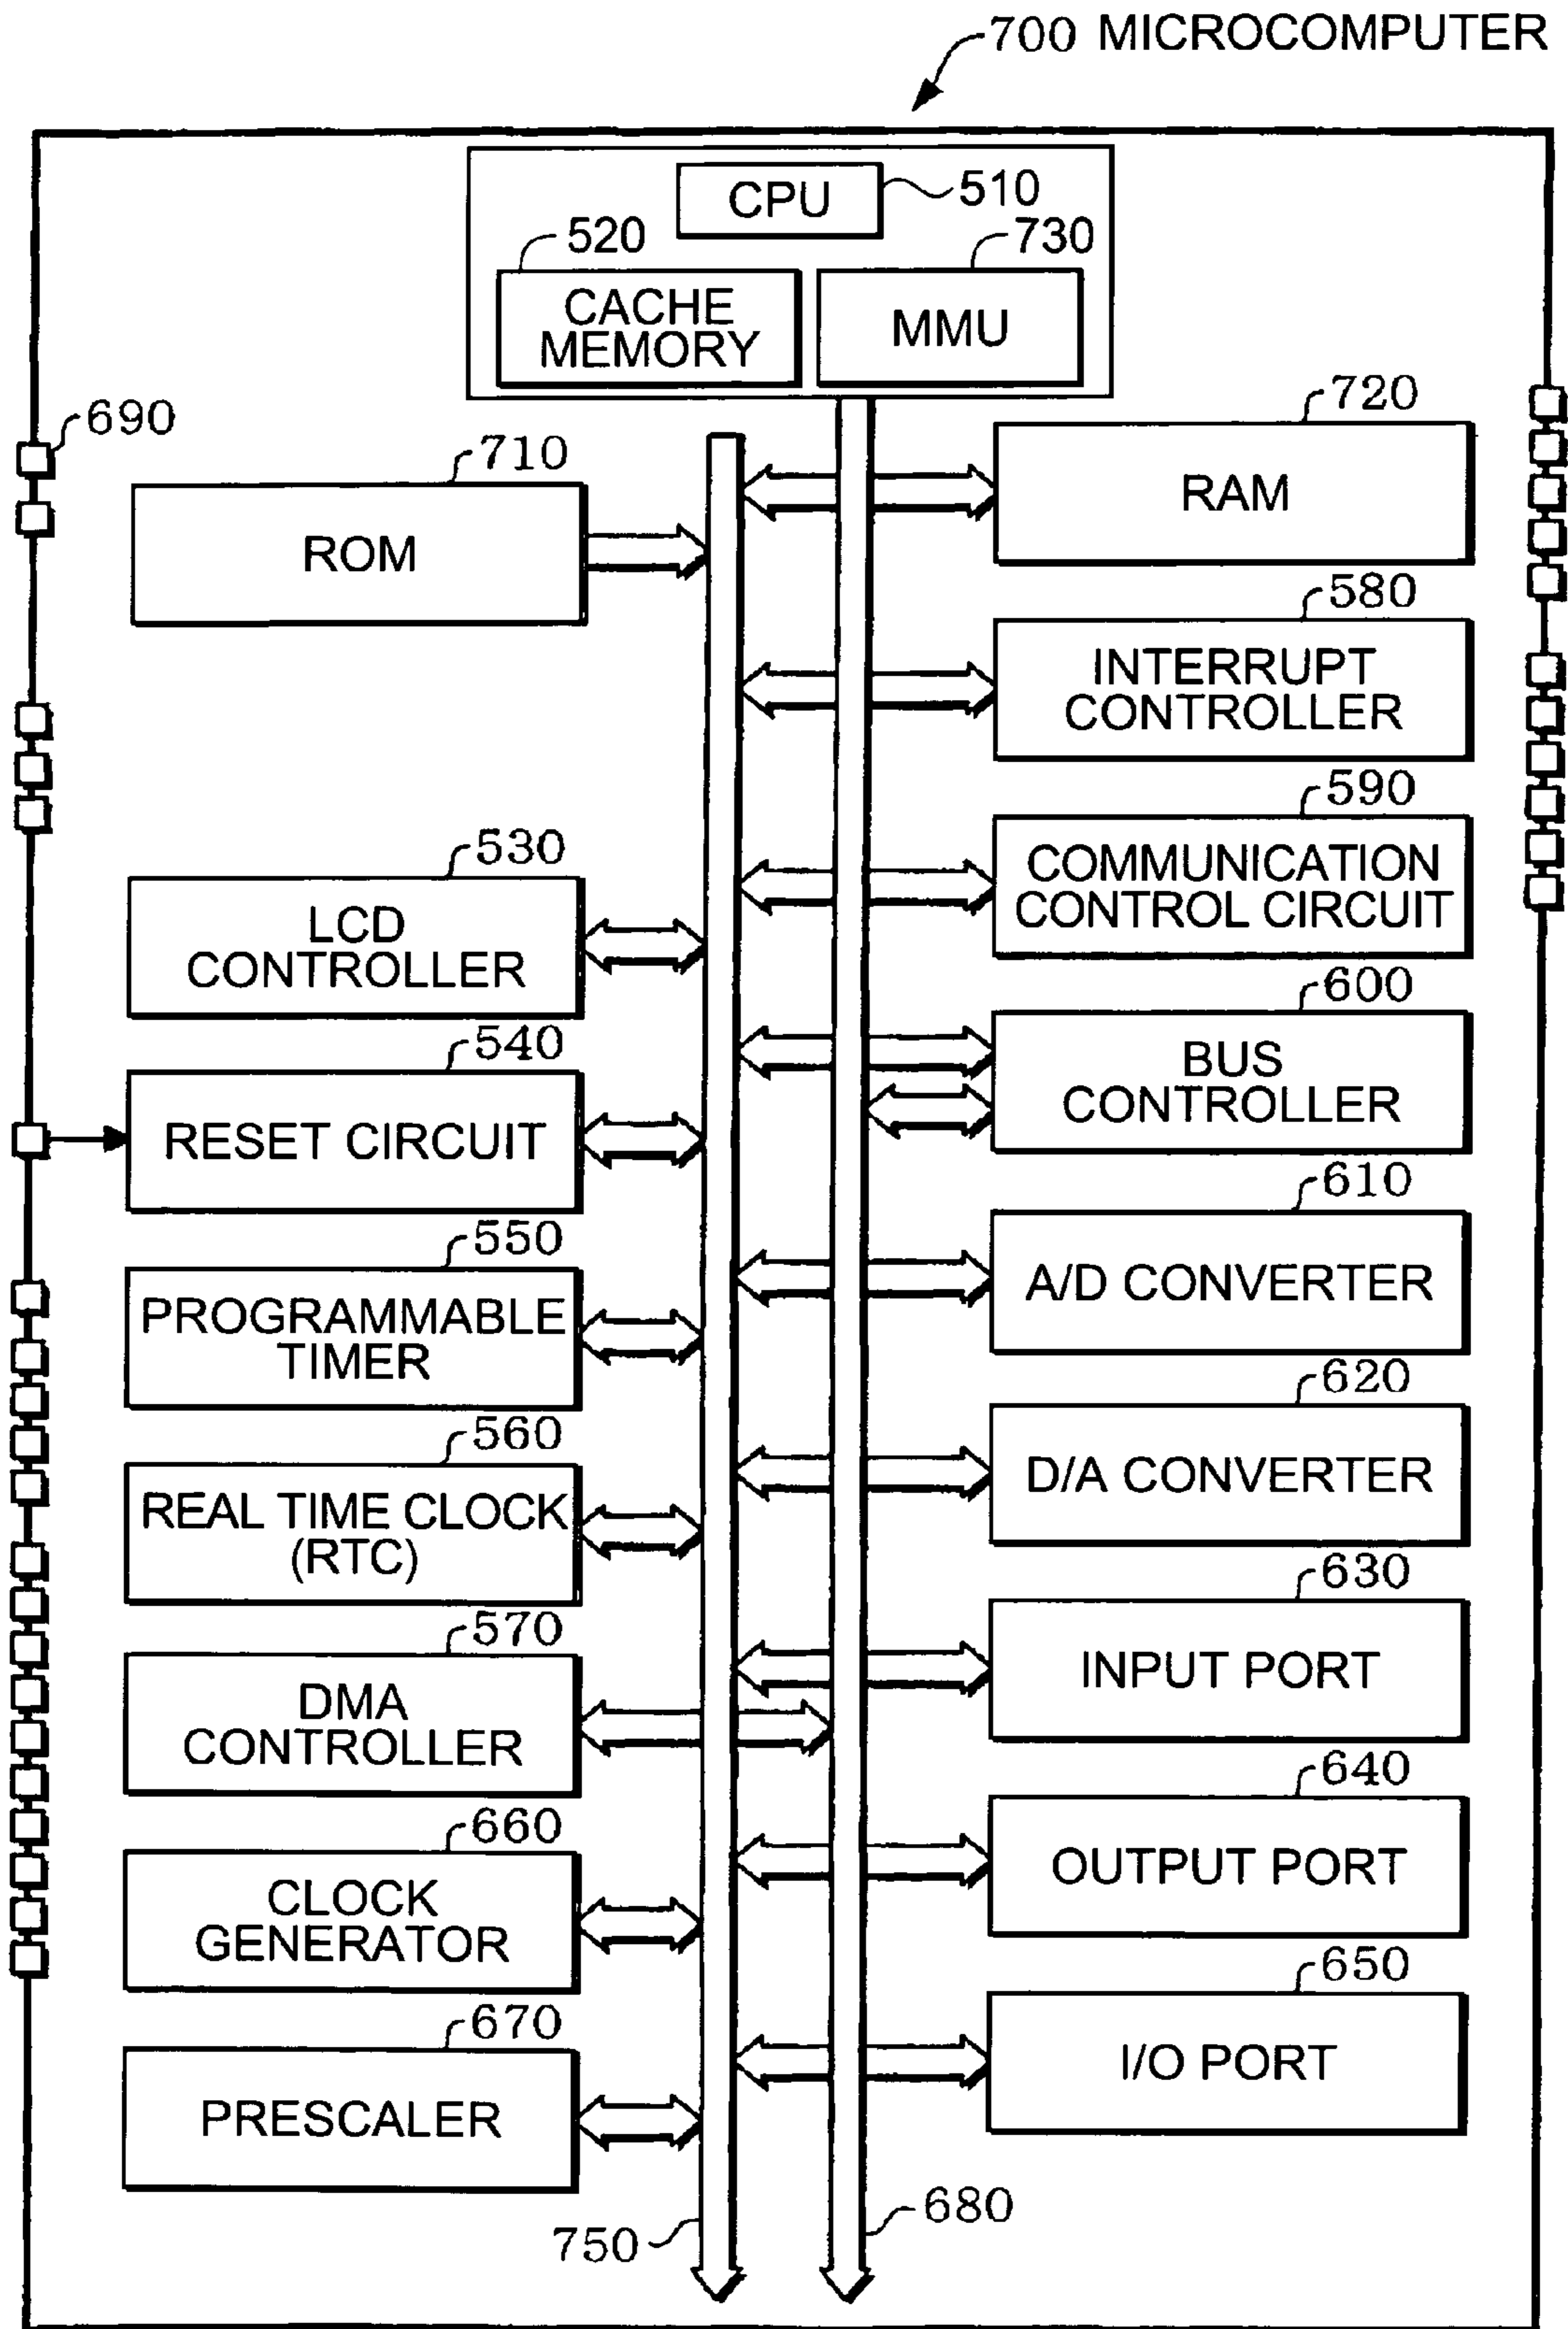 700 MICROCOMPUTER
CPU
510
520
730
CACHE
MEMORY
MMU
690
710
ROM
720
RAM
580
INTERRUPT
CONTROLLER
590
COMMUNICATION
CONTROL CIRCUIT
530
LCD
CONTROLLER
600
BUS
CONTROLLER
540
RESET CIRCUIT
610
A/D CONVERTER
550
PROGRAMMABLE
TIMER
620
D/A CONVERTER
560
REAL TIME CLOCK
(RTC)
630
INPUT PORT
570
DMA
CONTROLLER
640
OUTPUT PORT
660
CLOCK
GENERATOR
650
I/O PORT
670
PRESCALER
750
680